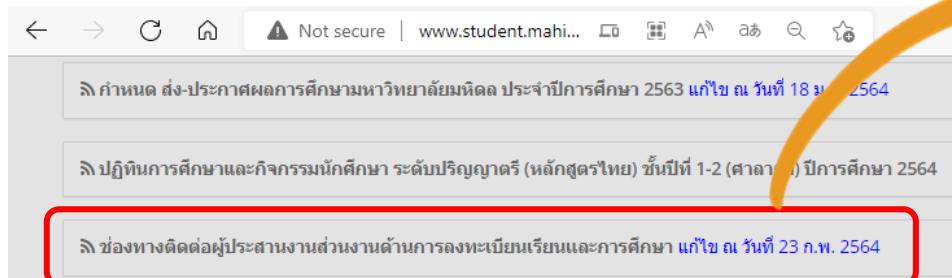 Not secure | www.student.mahi...
กำหนด ส่ง-ประกาศผลการศึกษามหาวิทยาลัยมหิดล ประจำปีการศึกษา 2563 แก้ไข ณ วันที่ 18 2564
ปฏิทินการศึกษาและกิจกรรมนักศึกษา ระดับปริญญาตรี (หลักสูตรไทย) ชั้นปีที่ 1-2 ปีการศึกษา 2564
ช่องทางติดต่อผู้ประสานงานส่วนงานด้านการลงทะเบียนเรียนและการศึกษา แก้ไข ณ วันที่ 23 ก.พ. 2564